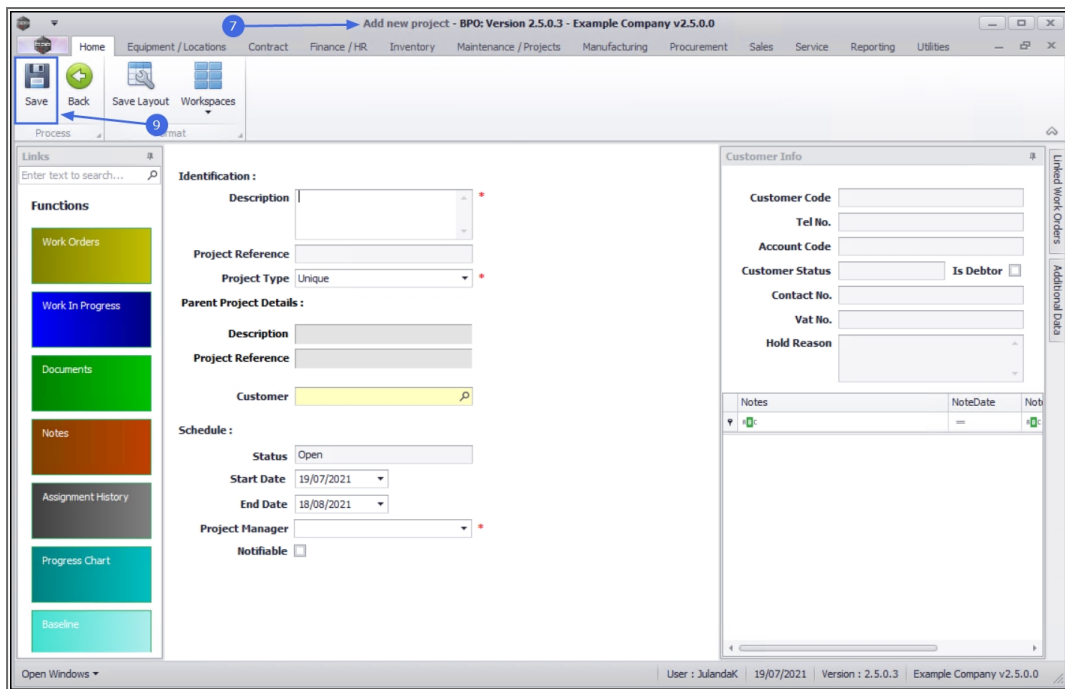 7
Add new project - BPO: Version 2.5.0.3 - Example Company v2.5.0.0
Home Equipment / Locations Contract Finance / HR Inventory Maintenance / Projects Manufacturing Procurement Sales Service Reporting Utilities
Save Back Save Layout Workspaces
9
Process
Links
Enter text to search...
Functions
Work Orders
Work In Progress
Documents
Notes
Assignment History
Progress Chart
Baseline
Identification :
Description *
Project Reference
Project Type Unique *
Parent Project Details :
Description
Project Reference
Customer
Schedule :
Status Open
Start Date 19/07/2021
End Date 18/08/2021
Project Manager *
Notifiable
Customer Info
Customer Code
Tel No.
Account Code
Customer Status Is Debtor
Contact No.
Vat No.
Hold Reason
Notes NoteDate
=
Linked Work Orders
Additional Data
Open Windows
User : JulandaK 19/07/2021 Version : 2.5.0.3 Example Company v2.5.0.0